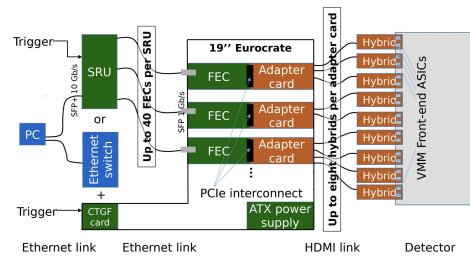 Trigger
SFP+ 10 Gb/s
SRU
or
PC
Ethernet
switch
+
Trigger
CTGF
card
Up to 40 FECs per SRU
SFP 1 Gb/s
19’’ Eurocrate
FEC
Adapter
card
FEC
Adapter
card
FEC
Adapter
card
...
PCIe interconnect
ATX power
supply
Up to eight hybrids per adapter card
Hybrid
Hybrid
Hybrid
Hybrid
Hybrid
Hybrid
Hybrid
Hybrid
Hybrid
VMM Front-end ASICs
Ethernet link
Ethernet link
HDMI link
Detector